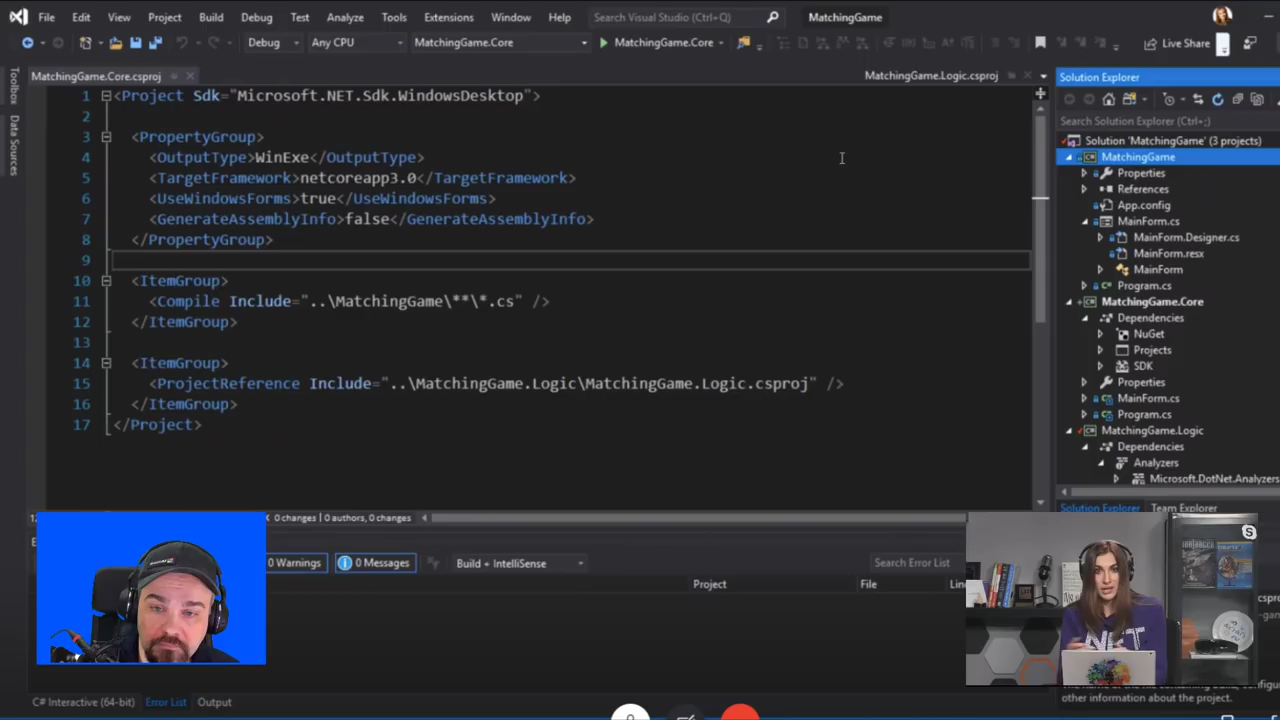 File Edit View Project Build Debug Test Analyze Tools Extensions Window Help Search Visual Studio (Ctrl+Q) MatchingGame
Debug Any CPU MatchingGame.Core MatchingGame.Core Live Share
MatchingGame.Core.csproj MatchingGame.Logic.csproj
Toolbox
Data Sources
1 <Project Sdk="Microsoft.NET.Sdk.WindowsDesktop">
2
3 <PropertyGroup>
4 <OutputType>WinExe</OutputType>
5 <TargetFramework>netcoreapp3.0</TargetFramework>
6 <UseWindowsForms>true</UseWindowsForms>
7 <GenerateAssemblyInfo>false</GenerateAssemblyInfo>
8 </PropertyGroup>
9
10 <ItemGroup>
11 <Compile Include="..\MatchingGame\**\*.cs" />
12 </ItemGroup>
13
14 <ItemGroup>
15 <ProjectReference Include="..\MatchingGame.Logic\MatchingGame.Logic.csproj" />
16 </ItemGroup>
17 </Project>
0 changes | 0 authors, 0 changes
Solution Explorer
Search Solution Explorer (Ctrl+;)
Solution 'MatchingGame' (3 projects)
MatchingGame
Properties
References
App.config
MainForm.cs
MainForm.Designer.cs
MainForm.resx
MainForm
Program.cs
MatchingGame.Core
Dependencies
NuGet
Projects
SDK
Properties
MainForm.cs
Program.cs
MatchingGame.Logic
Dependencies
Analyzers
Microsoft.DotNet.Analyzers
Solution Explorer Team Explorer
0 Warnings 0 Messages Build + IntelliSense Search Error List
Project File Lin
NET
other information about the project.
C# Interactive (64-bit) Error List Output